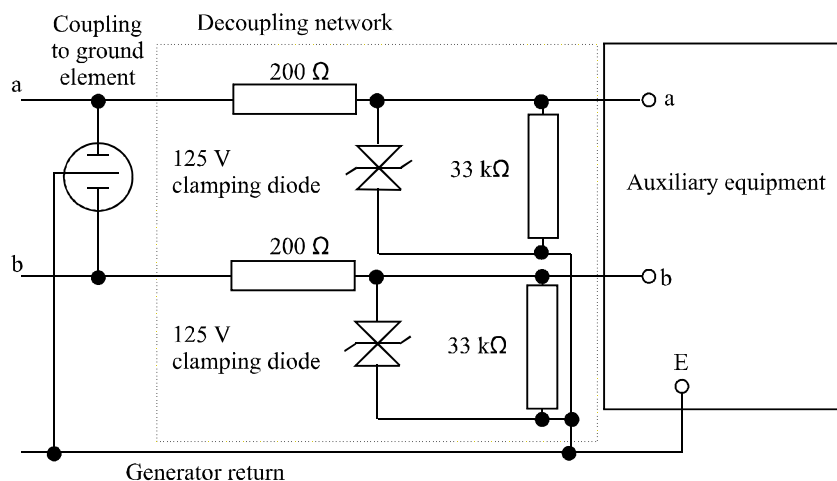 Coupling
to ground
element
Decoupling network
a
200 Ω
a
125 V
clamping diode
33 kΩ
Auxiliary equipment
b
200 Ω
b
125 V
clamping diode
33 kΩ
E
Generator return